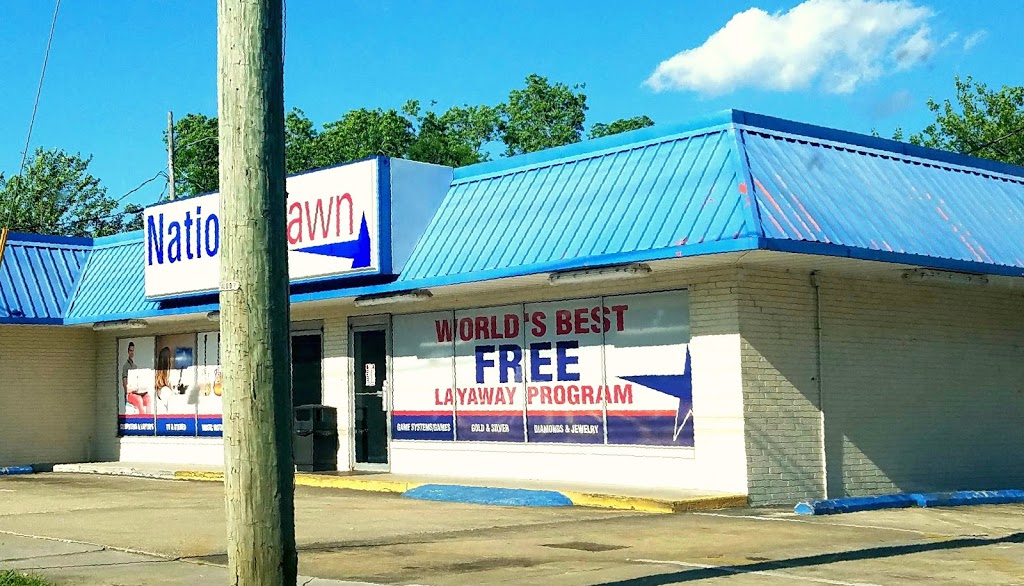 Natio awn
WORLD'S BEST
FREE
LAYAWAY PROGRAM
GAME SYSTEMS/GAMES GOLD & SILVER DIAMONDS & JEWELRY